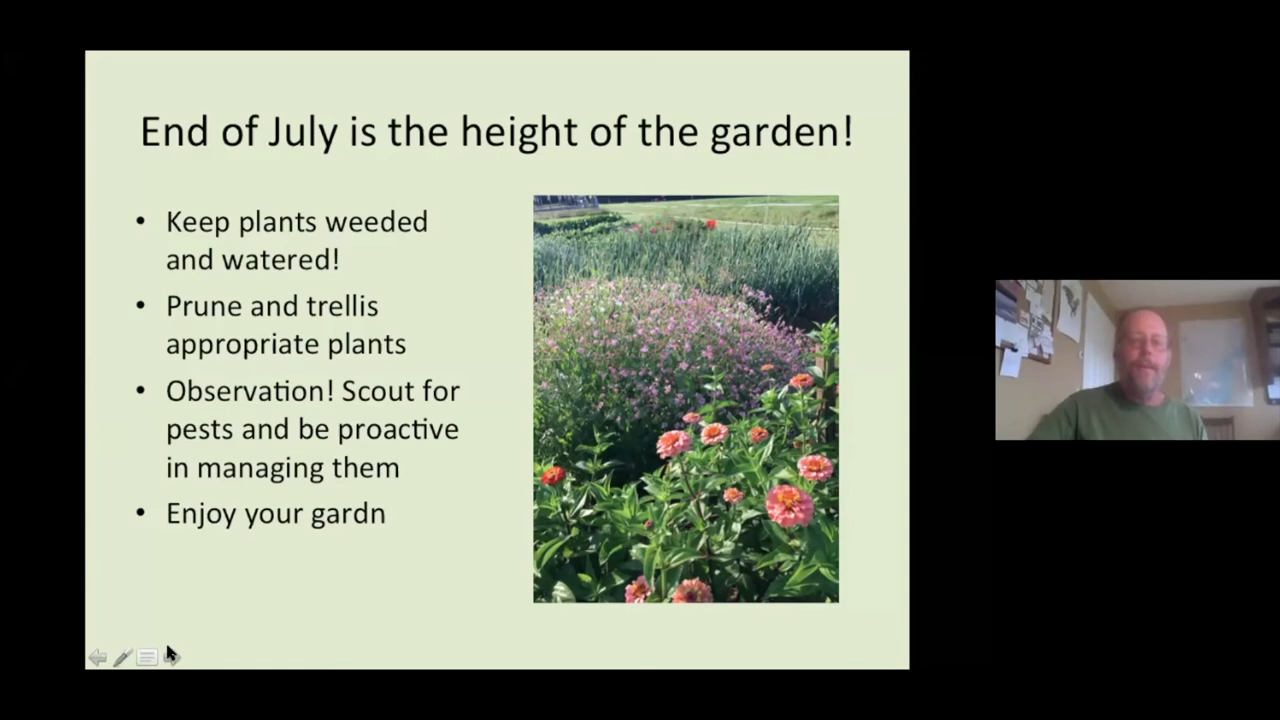 End of July is the height of the garden!
• Keep plants weeded
and watered!
• Prune and trellis
appropriate plants
• Observation! Scout for
pests and be proactive
in managing them
• Enjoy your gardn